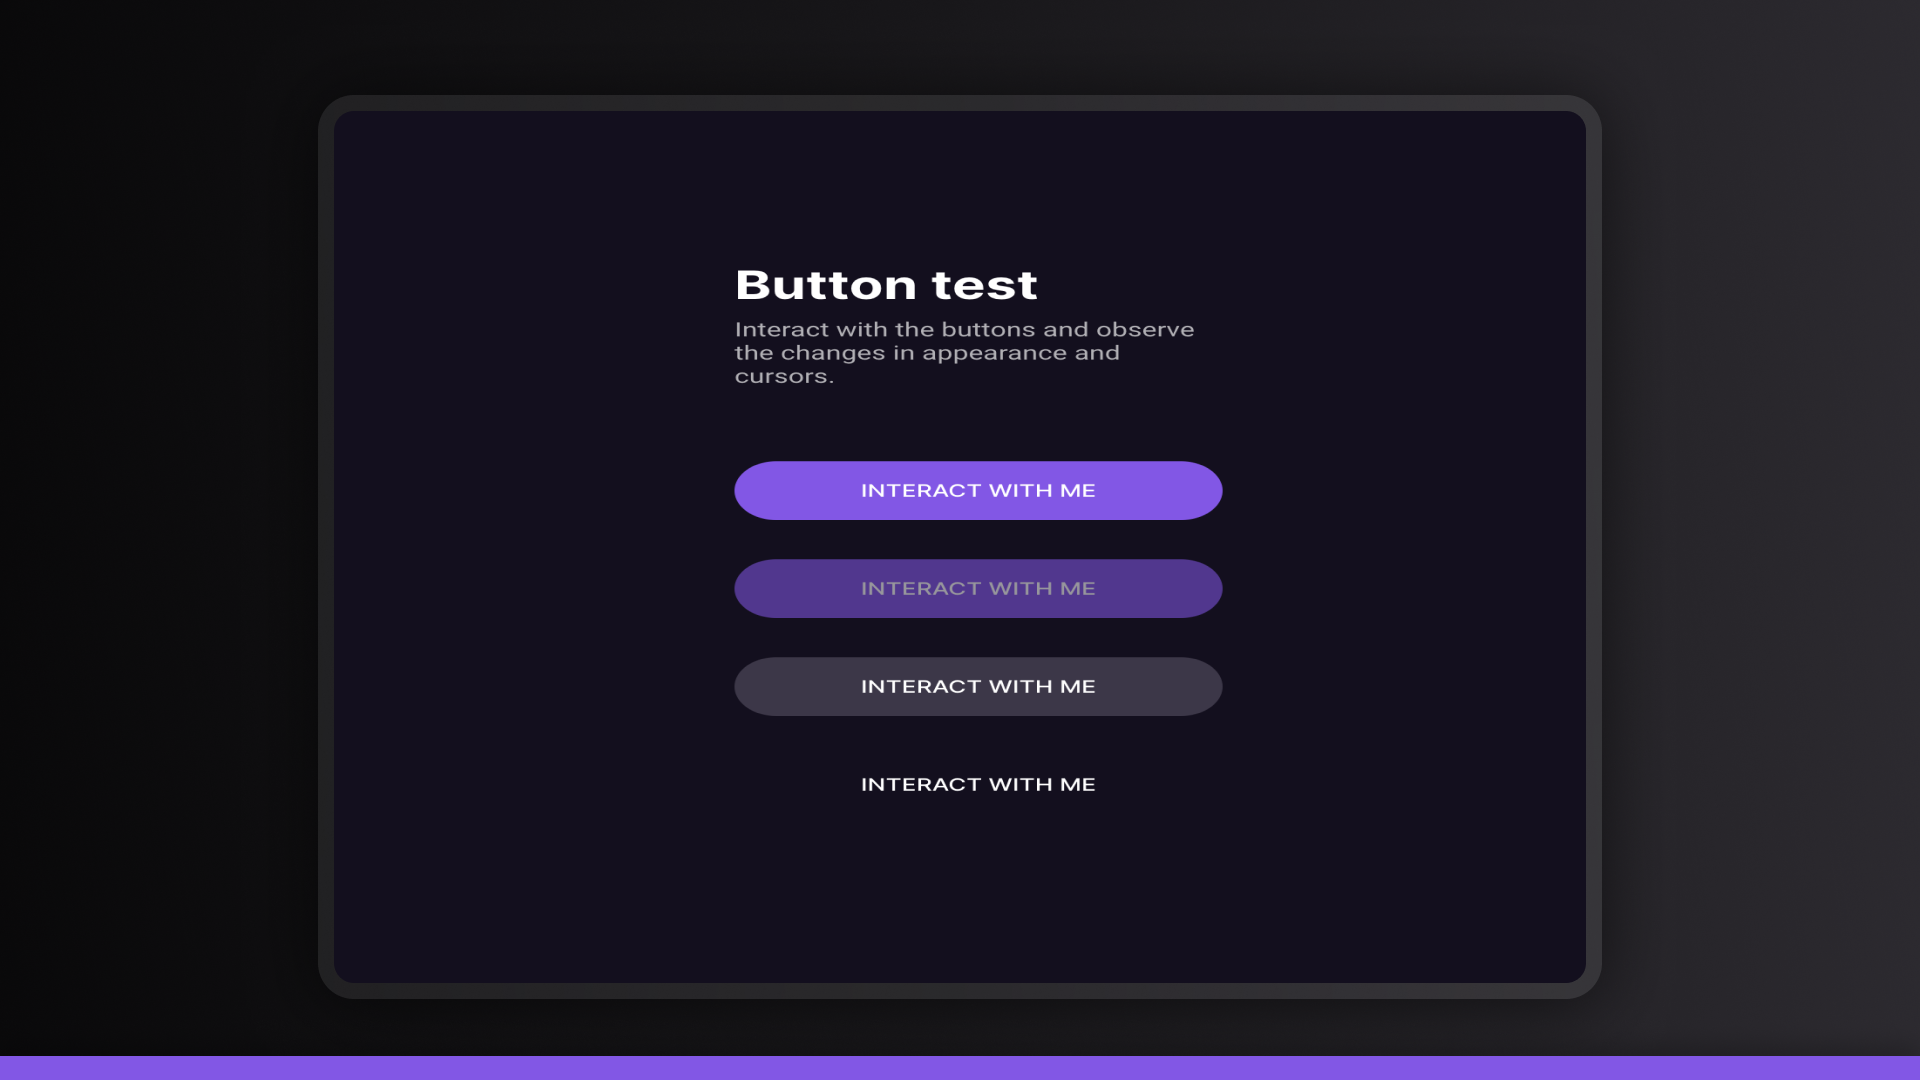 Button test
Interact with the buttons and observe
the changes in appearance and
cursors.
INTERACT WITH ME
INTERACT WITH ME
INTERACT WITH ME
INTERACT WITH ME